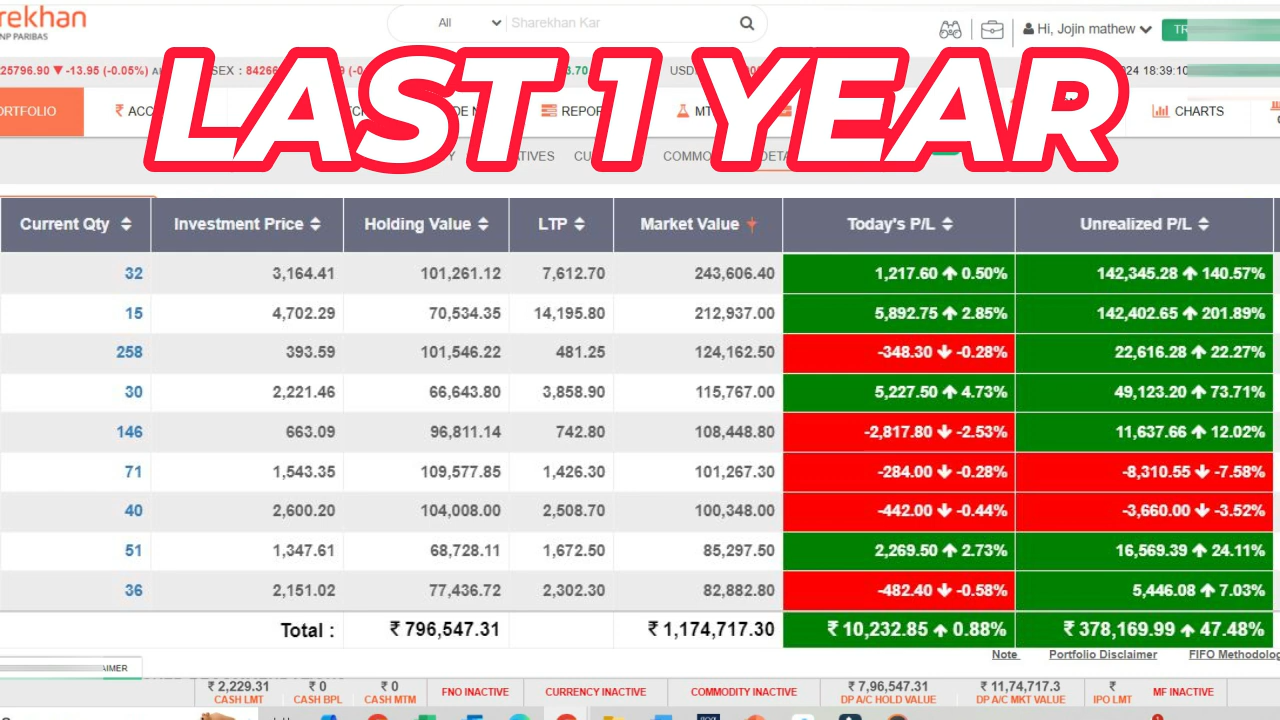 rekhan
NP PARIBAS
All
Sharekhan Kar
Hi, Jojin mathew
TR
25796.90 ▼ -13.95 (-0.05%)
SEX : 84266
3.70
USD
024 18:39:10
LAST 1 YEAR
ORTFOLIO
₹ ACC
REPOR
MT
CHARTS
ATIVES
COMMO
DETA
Current Qty
Investment Price
Holding Value
LTP
Market Value
Today's P/L
Unrealized P/L
32 3,164.41 101,261.12 7,612.70 243,606.40 1,217.60 ↑ 0.50% 142,345.28 ↑ 140.57%
15 4,702.29 70,534.35 14,195.80 212,937.00 5,892.75 ↑ 2.85% 142,402.65 ↑ 201.89%
258 393.59 101,546.22 481.25 124,162.50 -348.30 ↓ -0.28% 22,616.28 ↑ 22.27%
30 2,221.46 66,643.80 3,858.90 115,767.00 5,227.50 ↑ 4.73% 49,123.20 ↑ 73.71%
146 663.09 96,811.14 742.80 108,448.80 -2,817.80 ↓ -2.53% 11,637.66 ↑ 12.02%
71 1,543.35 109,577.85 1,426.30 101,267.30 -284.00 ↓ -0.28% -8,310.55 ↓ -7.58%
40 2,600.20 104,008.00 2,508.70 100,348.00 -442.00 ↓ -0.44% -3,660.00 ↓ -3.52%
51 1,347.61 68,728.11 1,672.50 85,297.50 2,269.50 ↑ 2.73% 16,569.39 ↑ 24.11%
36 2,151.02 77,436.72 2,302.30 82,882.80 -482.40 ↓ -0.58% 5,446.08 ↑ 7.03%
Total : ₹ 796,547.31 ₹ 1,174,717.30 ₹ 10,232.85 ↑ 0.88% ₹ 378,169.99 ↑ 47.48%
Note Portfolio Disclaimer FIFO Methodolog
AIMER
₹ 2,229.31 ₹ 0 ₹ 0 ₹ 7,96,547.31 ₹ 11,74,717.3 ₹
CASH LMT CASH BPL CASH MTM FNO INACTIVE CURRENCY INACTIVE COMMODITY INACTIVE DP A/C HOLD VALUE DP A/C MKT VALUE IPO LMT MF INACTIVE